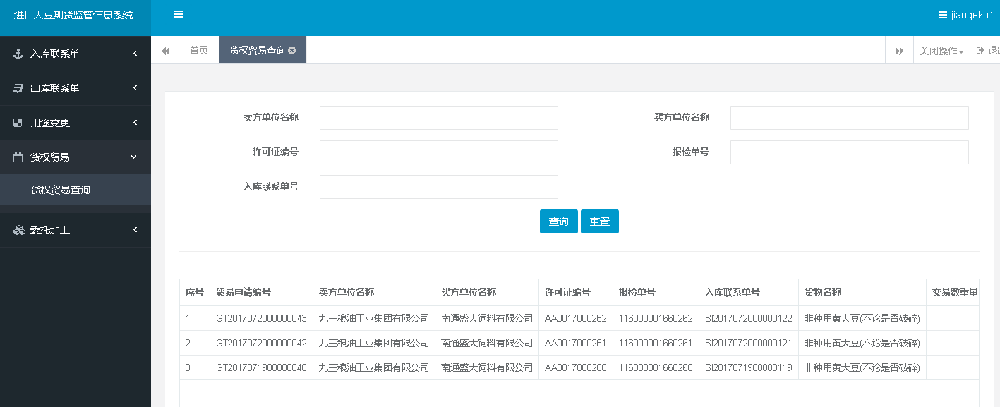 进口大豆期货监管信息系统
jiaogeku1
入库联系单
出库联系单
用途变更
货权贸易
货权贸易查询
委托加工
首页
货权贸易查询
关闭操作
退出
卖方单位名称
买方单位名称
许可证编号
报检单号
入库联系单号
查询 重置
序号 贸易申请编号 卖方单位名称 买方单位名称 许可证编号 报检单号 入库联系单号 货物名称 交易数重量
1 GT2017072000000043 九三粮油工业集团有限公司 南通盛大饲料有限公司 AA0017000262 116000001660262 SI2017072000000122 非种用黄大豆(不论是否破碎)
2 GT2017072000000042 九三粮油工业集团有限公司 南通盛大饲料有限公司 AA0017000261 116000001660261 SI2017072000000121 非种用黄大豆(不论是否破碎)
3 GT2017071900000040 九三粮油工业集团有限公司 南通盛大饲料有限公司 AA0017000260 116000001660260 SI2017071900000119 非种用黄大豆(不论是否破碎)